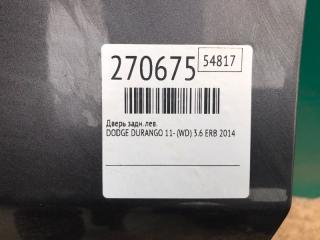 270675 54817
Дверь задн.лев.
DODGE DURANGO 11- (WD) 3.6 ERB 2014